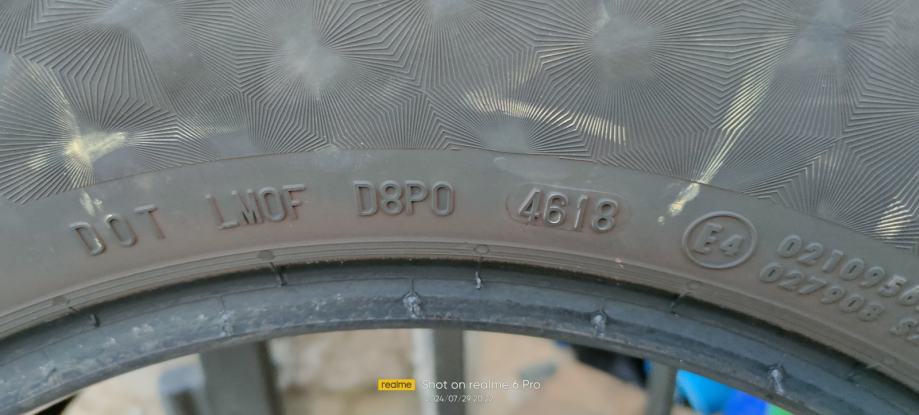 DOT LM0F D8P0 4618 E4 021095
027908
realme Shot on realme 6 Pro
2024/07/29 20:22